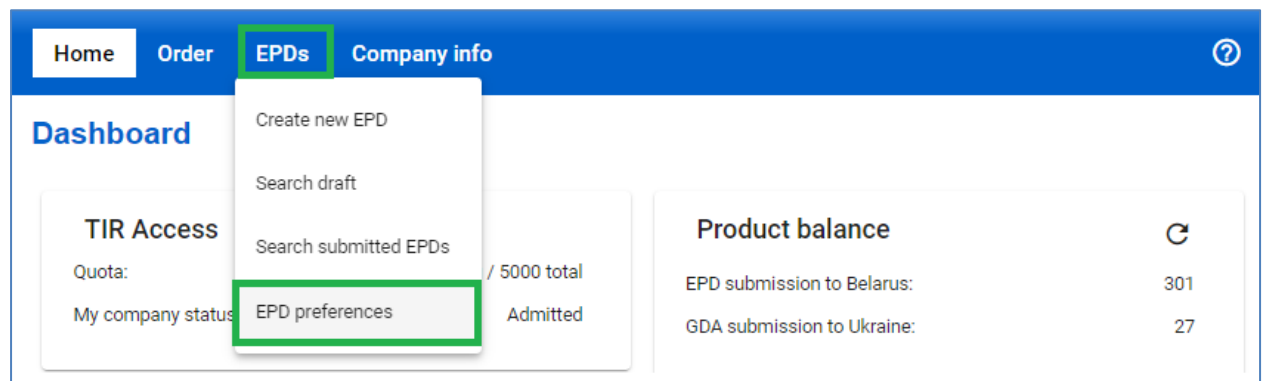 Home Order EPDs Company info
Create new EPD
Dashboard
Search draft
TIR Access
Search submitted EPDs
Quota: / 5000 total
EPD preferences
My company status Admitted
Product balance
EPD submission to Belarus: 301
GDA submission to Ukraine: 27